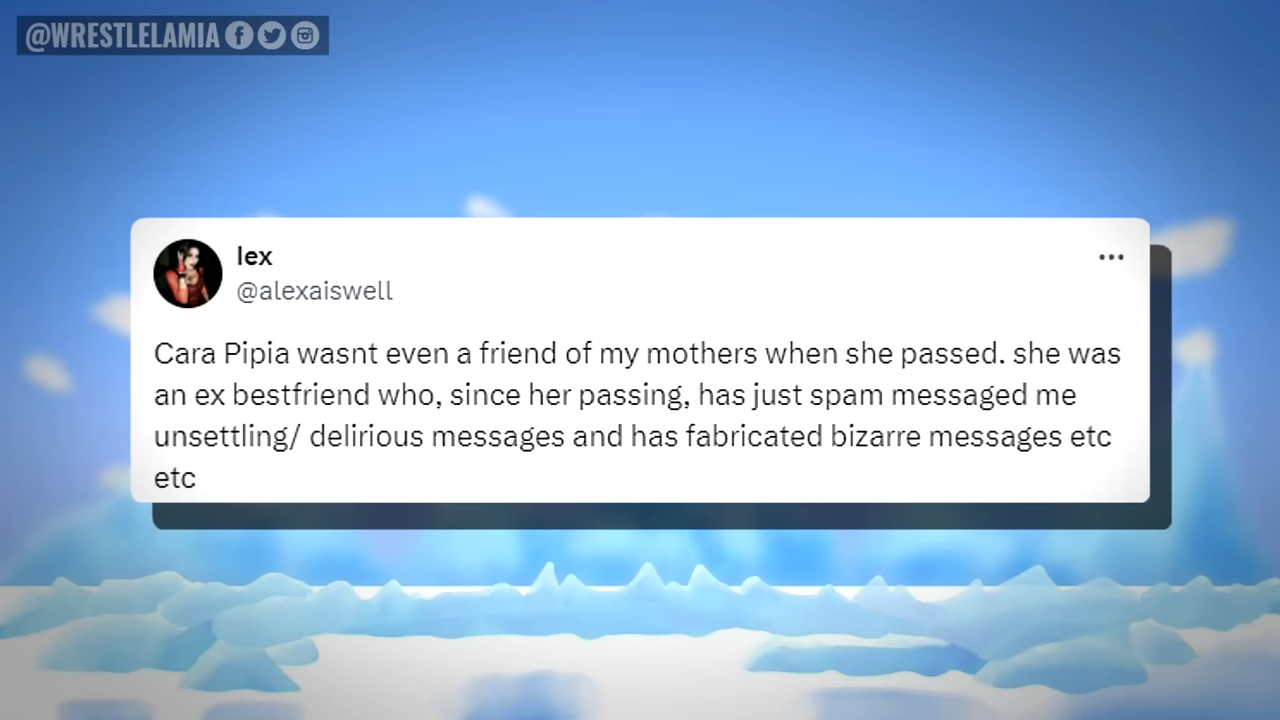 @WRESTLELAMIA
lex
@alexaiswell
Cara Pipia wasnt even a friend of my mothers when she passed. she was
an ex bestfriend who, since her passing, has just spam messaged me
unsettling/ delirious messages and has fabricated bizarre messages etc
etc